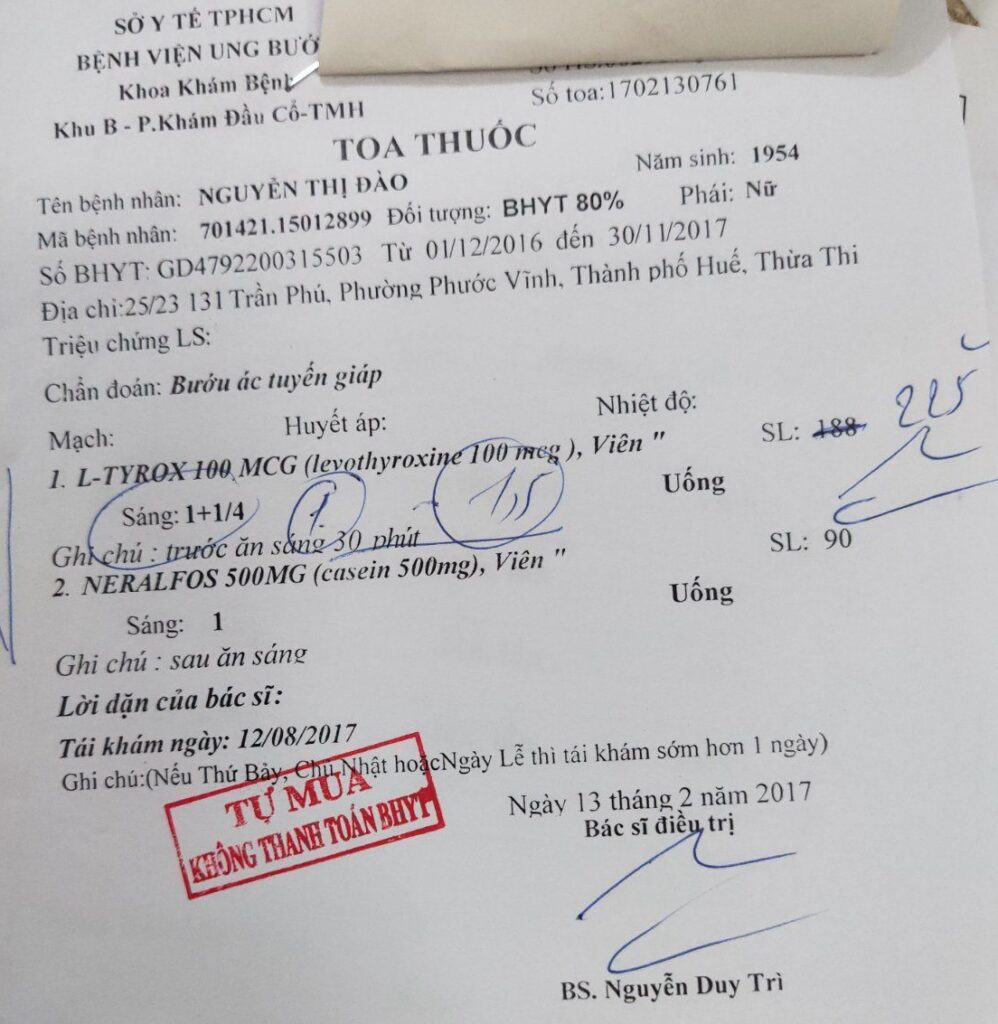 SỞ Y TẾ TPHCM
BỆNH VIỆN UNG BƯỚ
Khoa Khám Bệnh
Khu B - P.Khám Đầu Cổ-TMH
Số toa:1702130761
TOA THUỐC
Tên bệnh nhân: NGUYỄN THỊ ĐÀO Năm sinh: 1954
Mã bệnh nhân: 701421.15012899 Đối tượng: BHYT 80% Phái: Nữ
Số BHYT: GD4792200315503 Từ 01/12/2016 đến 30/11/2017
Địa chỉ:25/23 131 Trần Phú, Phường Phước Vĩnh, Thành phố Huế, Thừa Thi
Triệu chứng LS:
Chẩn đoán: Bướu ác tuyến giáp
Mạch: Huyết áp: Nhiệt độ:
1. L-TYROX 100 MCG (levothyroxine 100 mcg ), Viên " SL: 188 225
Sáng: 1+1/4 1 - 1,5 Uống
Ghi chú : trước ăn sáng 30 phút
2. NERALFOS 500MG (casein 500mg), Viên " SL: 90
Sáng: 1 Uống
Ghi chú : sau ăn sáng
Lời dặn của bác sĩ:
Tái khám ngày: 12/08/2017
Ghi chú:(Nếu Thứ Bảy, Chủ Nhật hoặcNgày Lễ thì tái khám sớm hơn 1 ngày)
TỰ MUA
KHÔNG THANH TOÁN BHYT
Ngày 13 tháng 2 năm 2017
Bác sĩ điều trị
BS. Nguyễn Duy Trì